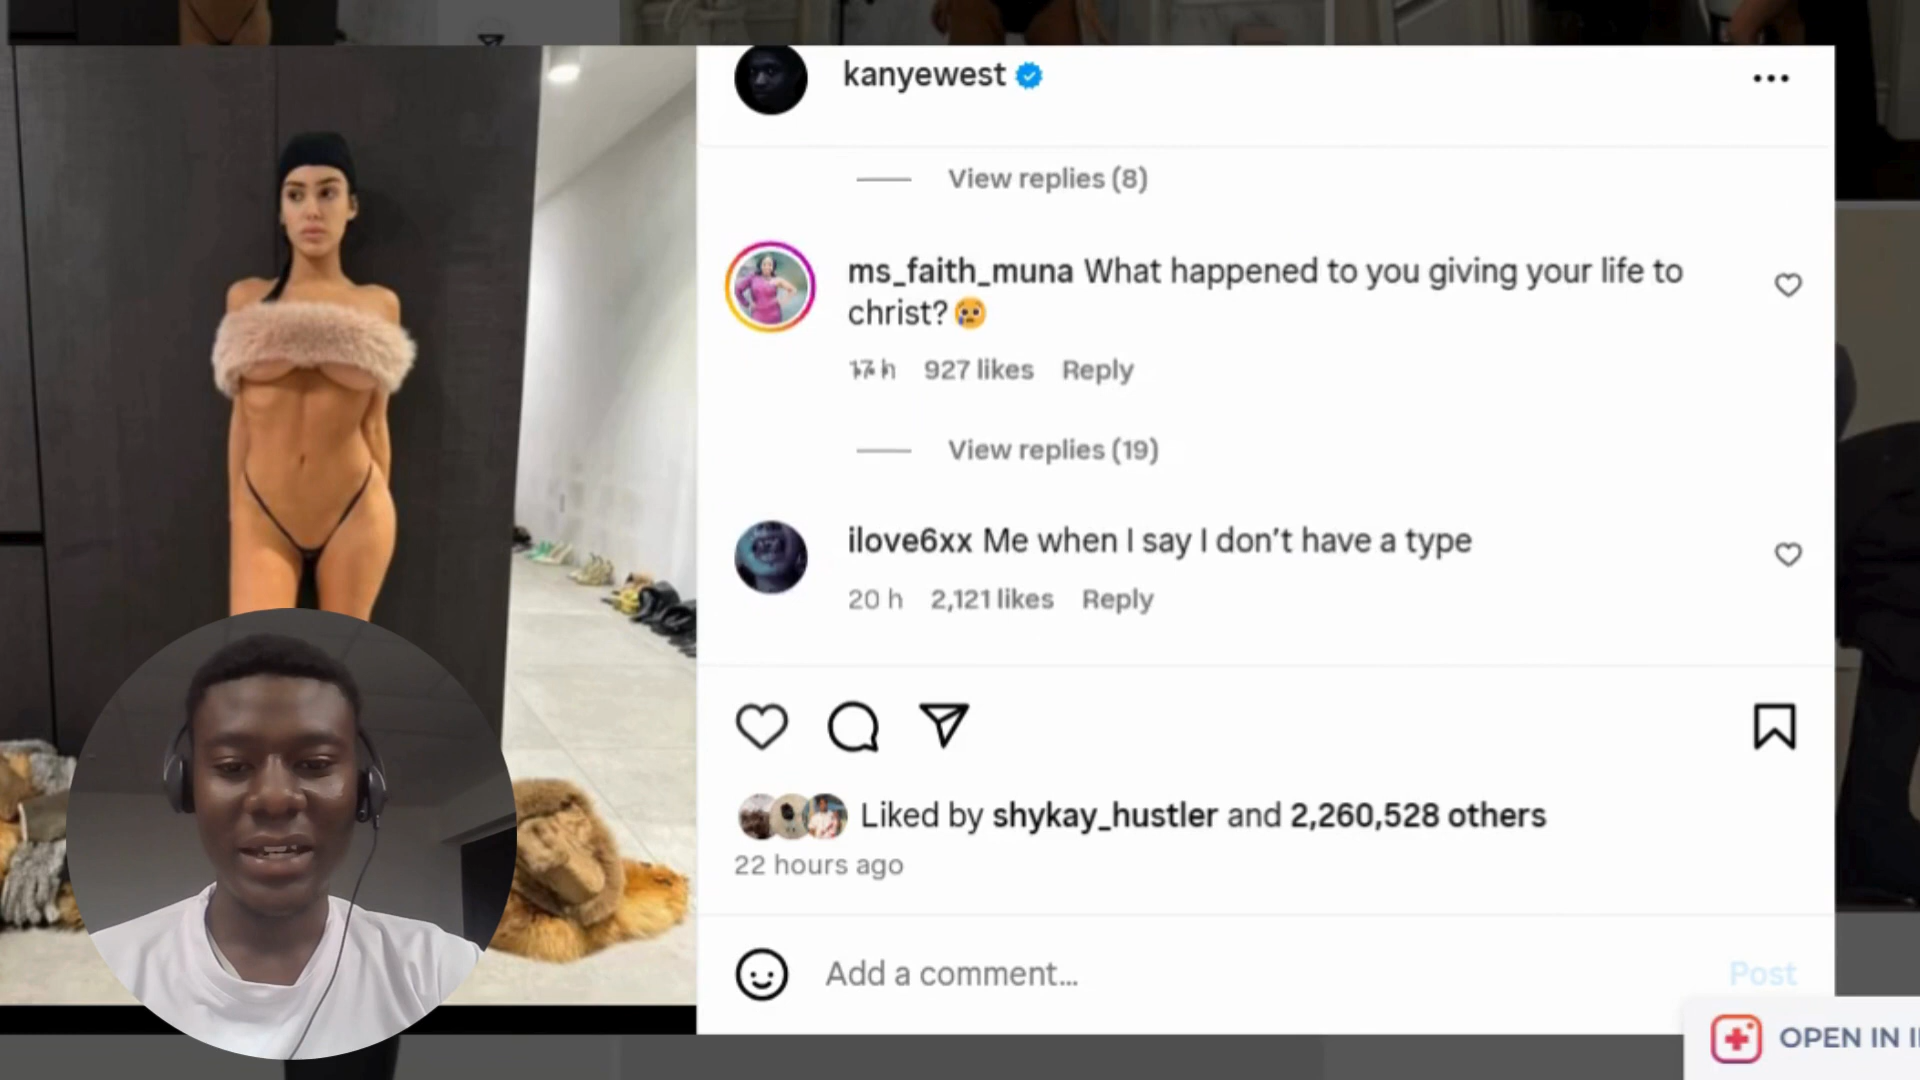 kanyewest
View replies (8)
ms_faith_muna What happened to you giving your life to
christ?
17 h 927 likes Reply
View replies (19)
ilove6xx Me when I say I don't have a type
20 h 2,121 likes Reply
Liked by shykay_hustler and 2,260,528 others
22 hours ago
Add a comment...
Post
OPEN IN